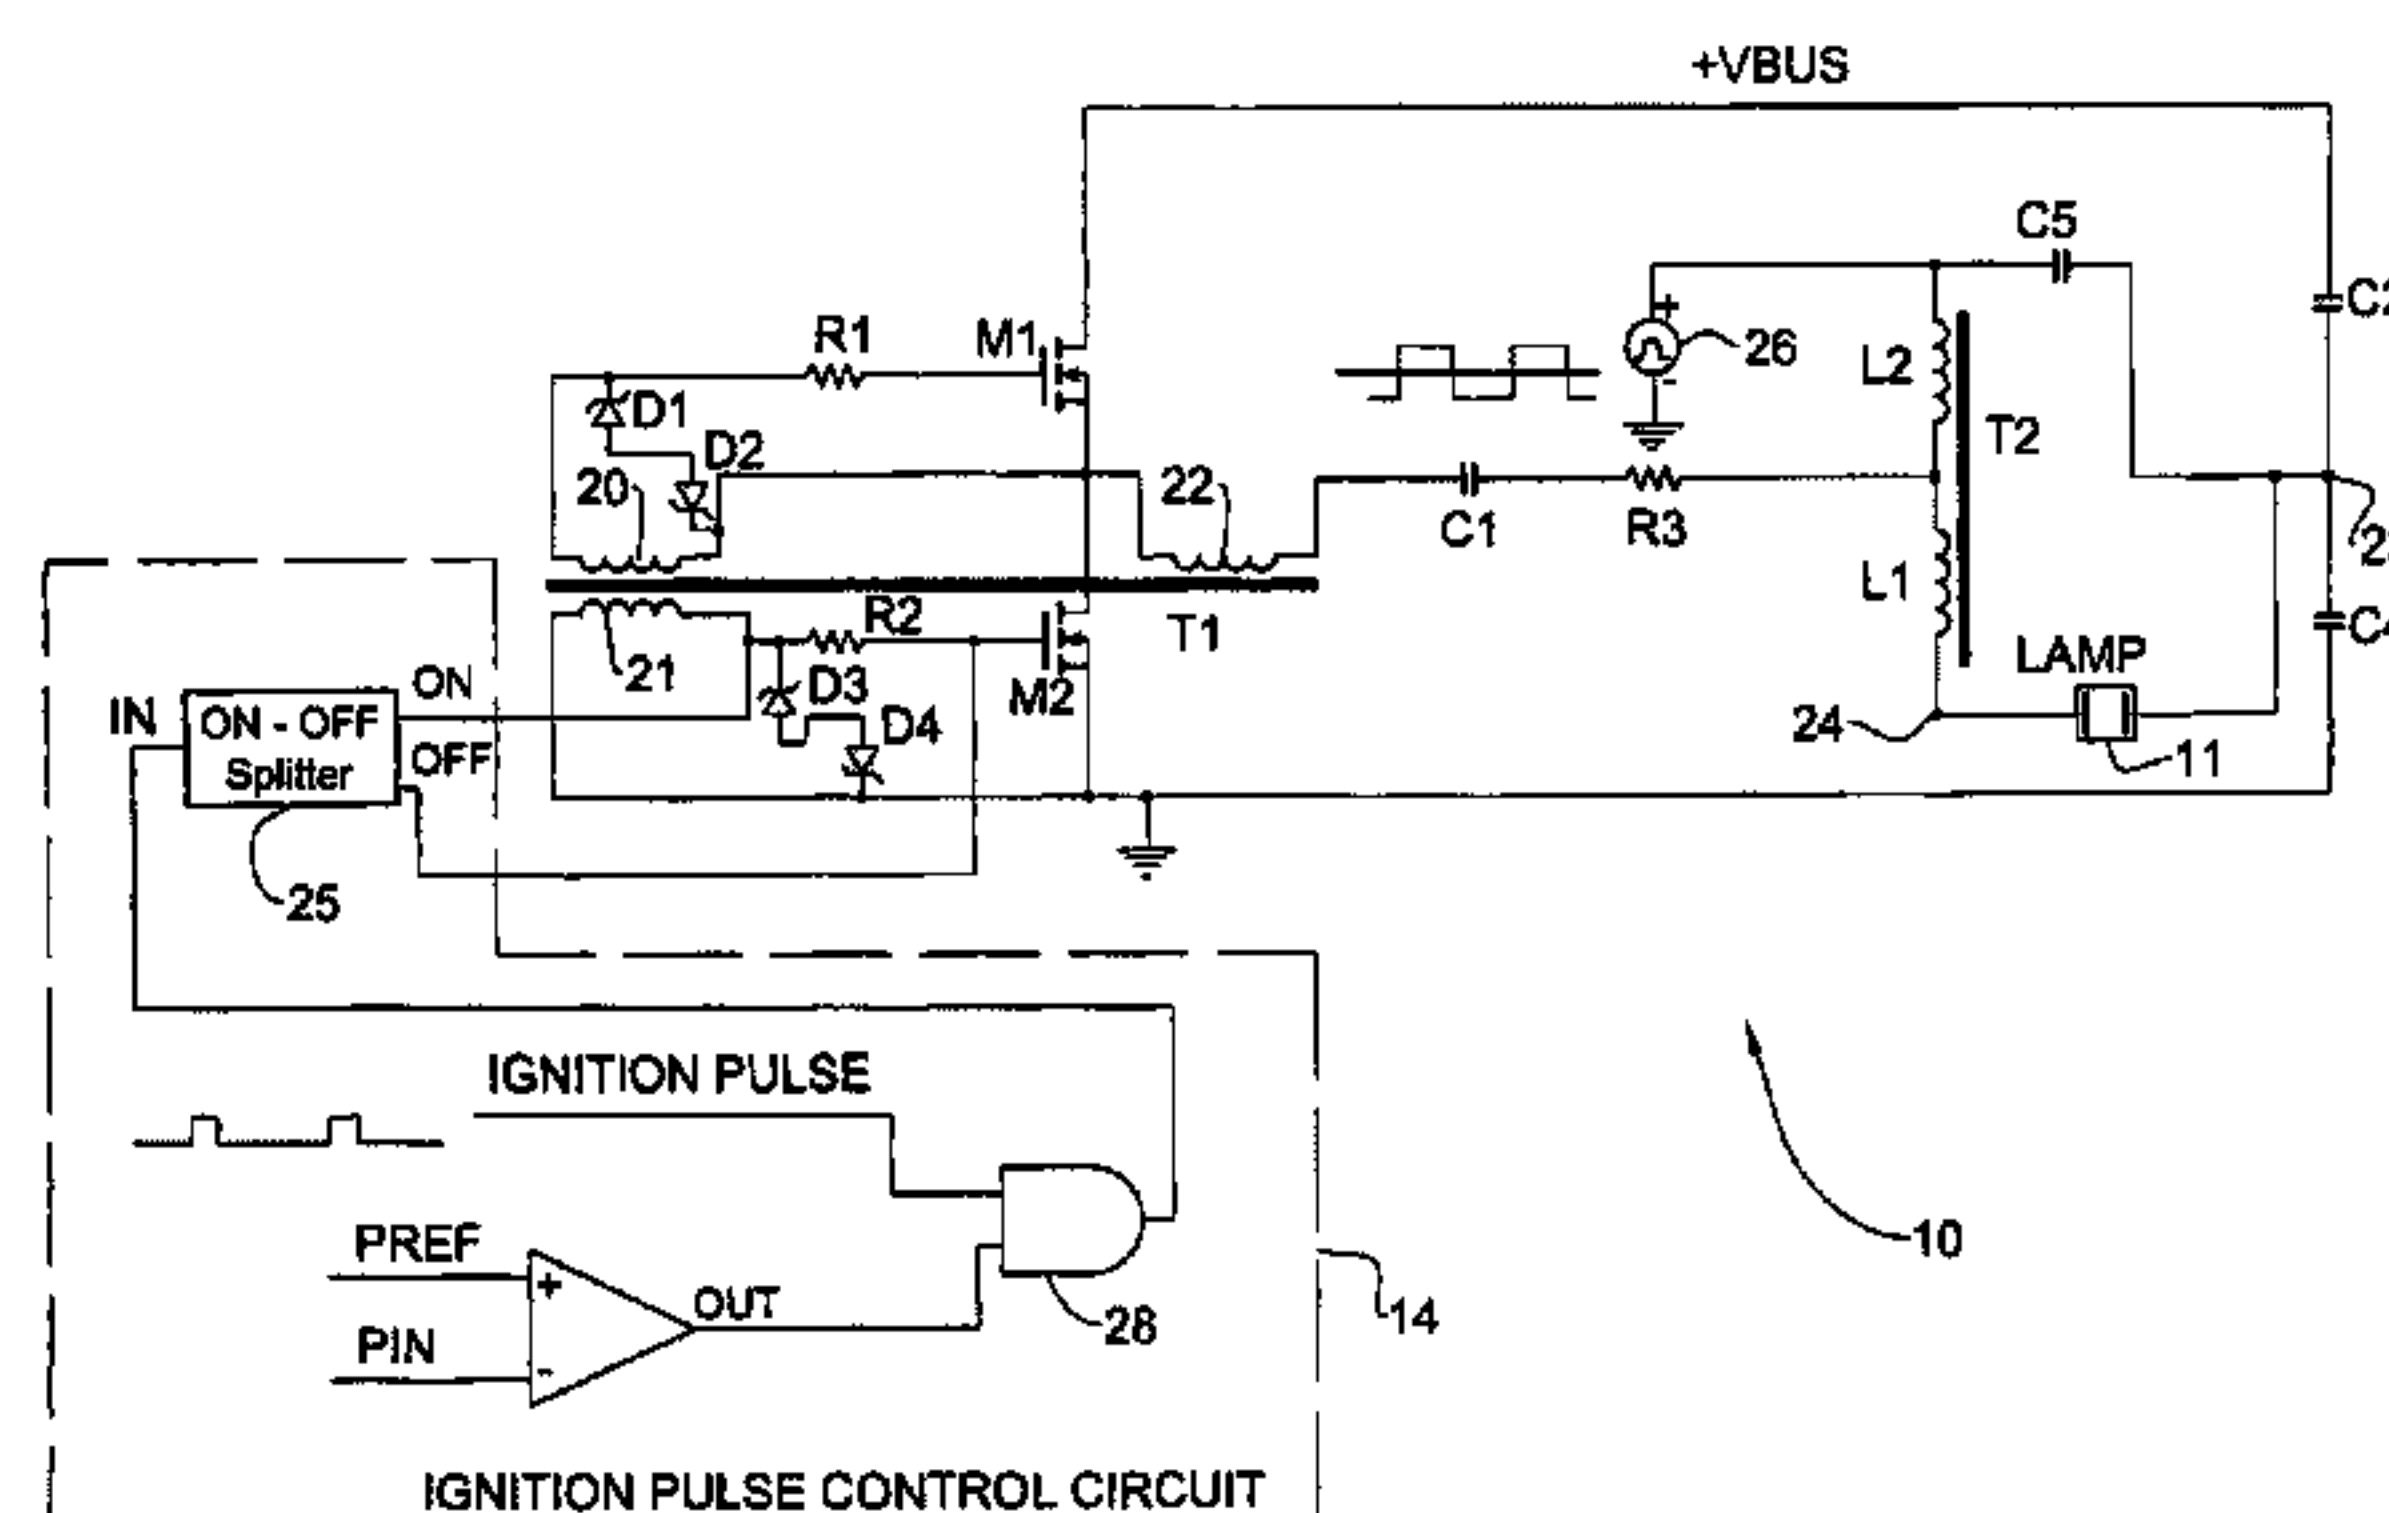 +VBUS
C5
R1
M1
26
L2
T2
D1
D2
20
22
C1
R3
L1
R2
T1
21
D3
M2
LAMP
D4
24
11
IN
ON - OFF
Splitter
ON
OFF
25
IGNITION PULSE
PREF
+
PIN
-
OUT
28
14
10
IGNITION PULSE CONTROL CIRCUIT